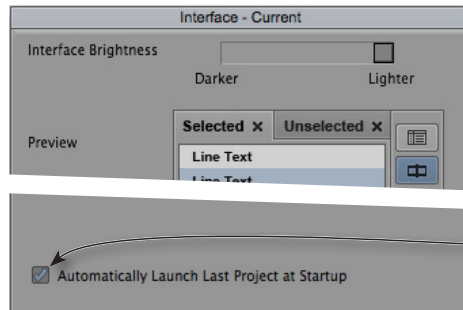 Interface - Current
Interface Brightness
Darker Lighter
Preview
Selected x Unselected x
Line Text
Line Text
Automatically Launch Last Project at Startup